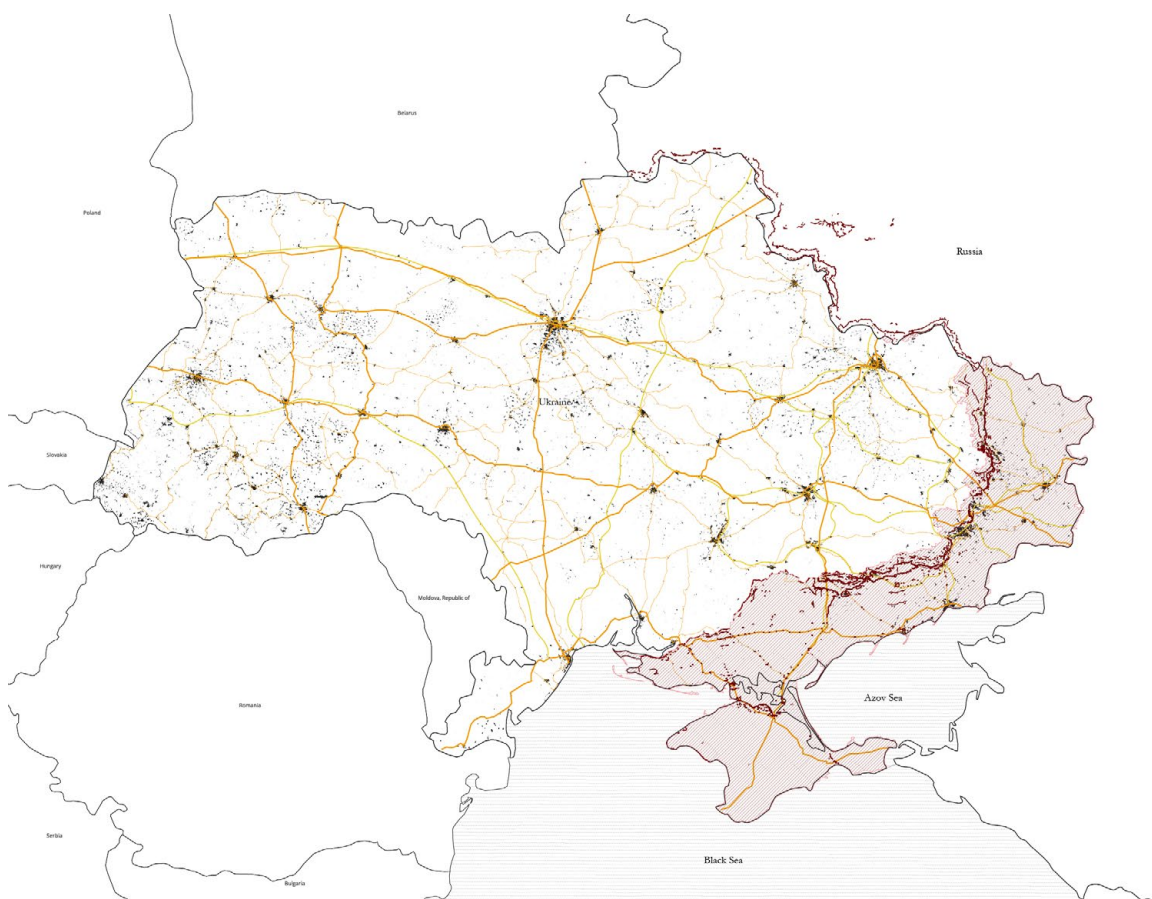 Belarus
Poland
Russia
Ukraine
Slovakia
Hungary
Moldova, Republic of
Azov Sea
Romania
Serbia
Black Sea
Bulgaria